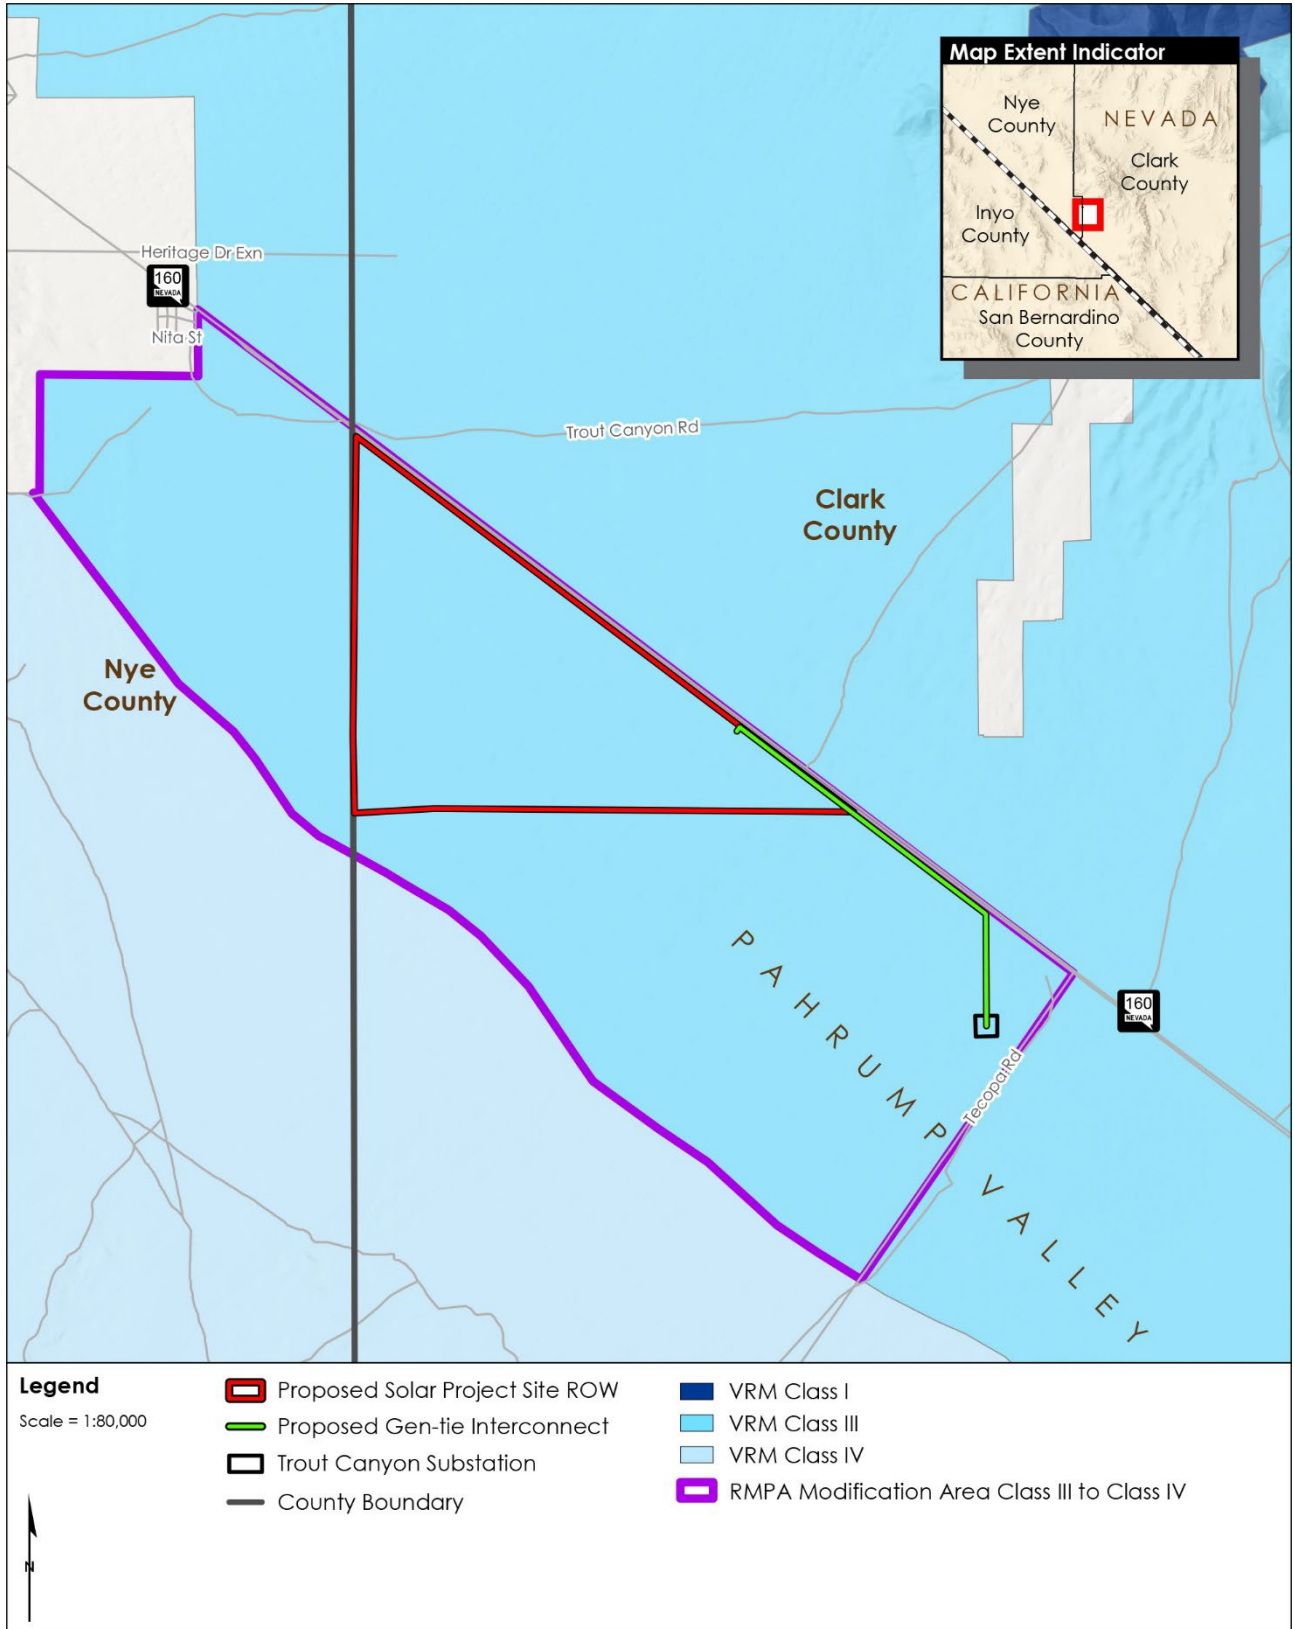 Map Extent Indicator
Nye
County
NEVADA
Clark
County
Inyo
County
CALIFORNIA
San Bernardino
County
Heritage Dr Exn
160
NEVADA
Nita St
Trout Canyon Rd
Clark
County
Nye
County
PAHRUMP VALLEY
160
NEVADA
Tecopa Rd
Legend
Scale = 1:80,000
Proposed Solar Project Site ROW
Proposed Gen-tie Interconnect
Trout Canyon Substation
County Boundary
VRM Class I
VRM Class III
VRM Class IV
RMPA Modification Area Class III to Class IV
N